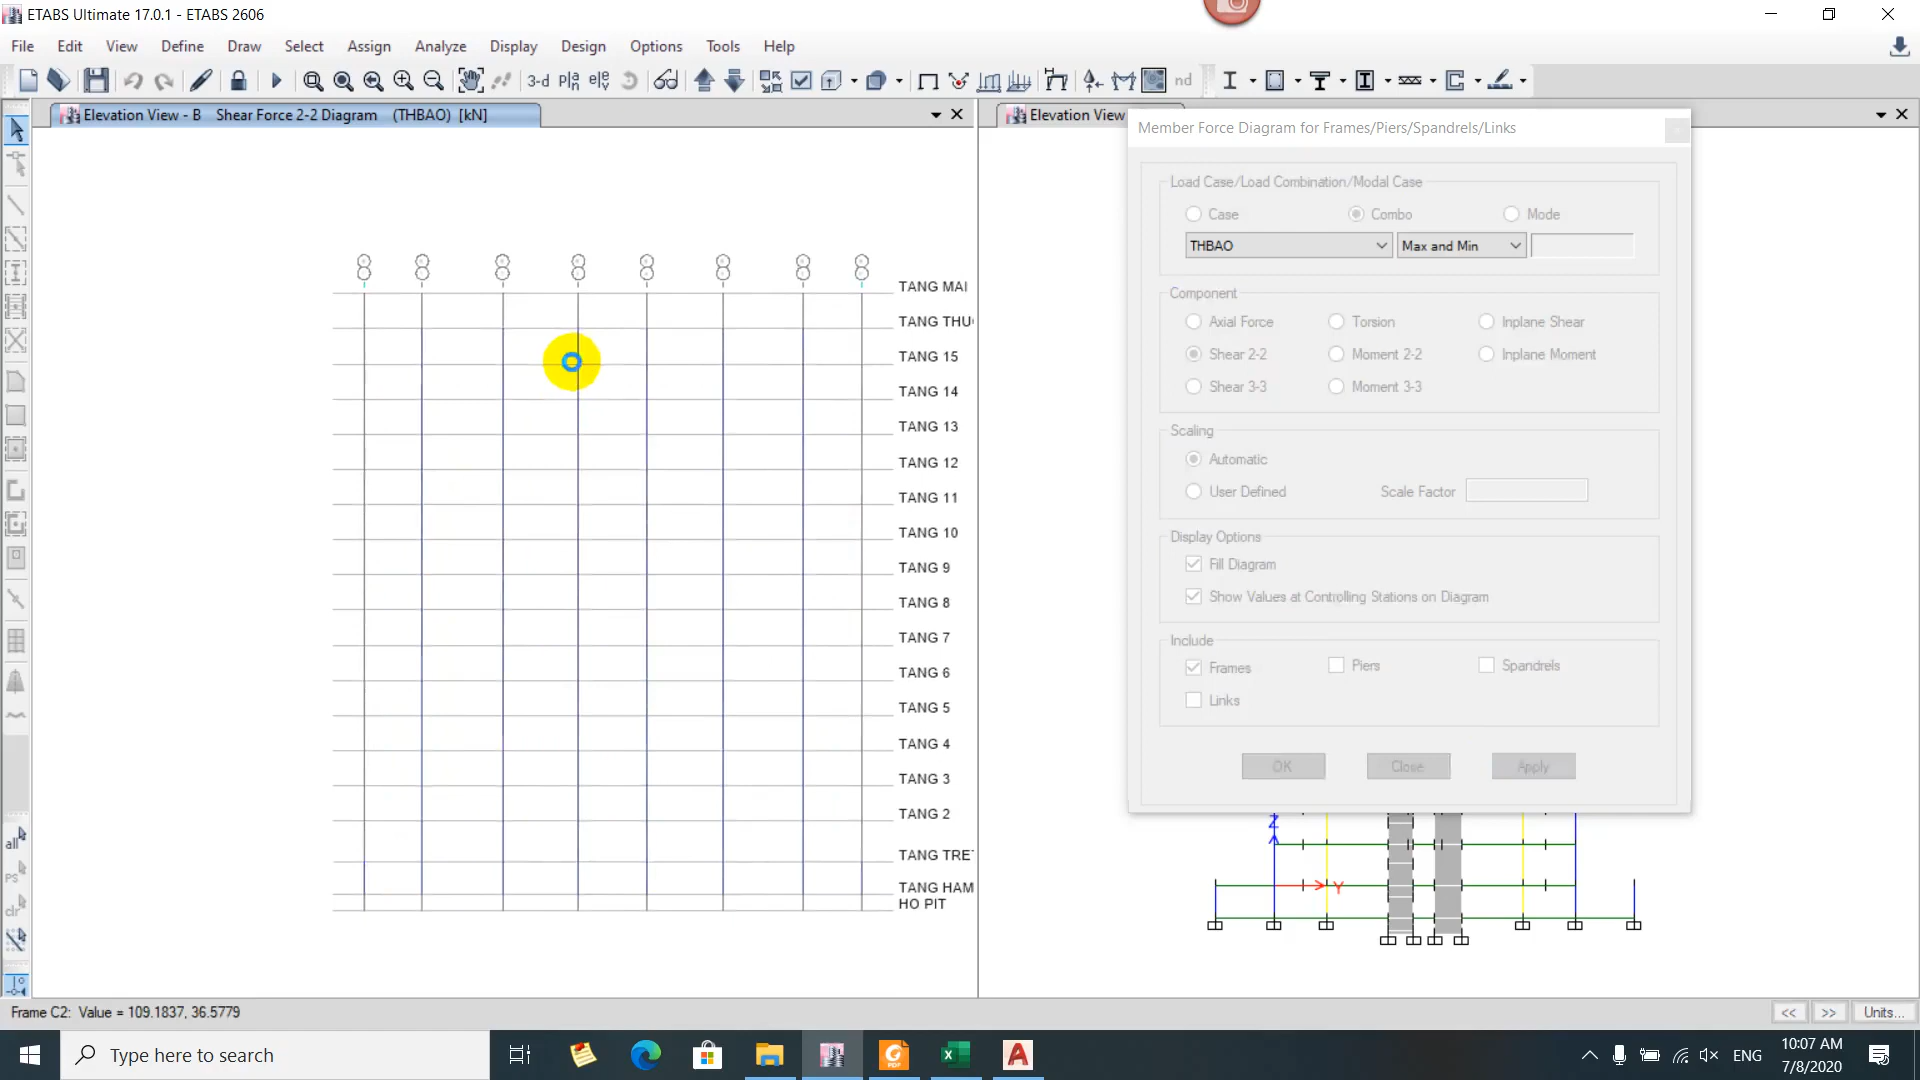 ETABS Ultimate 17.0.1 - ETABS 2606
File Edit View Define Draw Select Assign Analyze Display Design Options Tools Help
3-d
nd
Elevation View - B Shear Force 2-2 Diagram (THBAO) [kN]
Elevation View
TANG MAI
TANG THU
TANG 15
TANG 14
TANG 13
TANG 12
TANG 11
TANG 10
TANG 9
TANG 8
TANG 7
TANG 6
TANG 5
TANG 4
TANG 3
TANG 2
TANG TRE
TANG HAM
HO PIT
all
ps
clr
Member Force Diagram for Frames/Piers/Spandrels/Links
Load Case/Load Combination/Modal Case
Case Combo Mode
THBAO Max and Min
Component
Axial Force Torsion Inplane Shear
Shear 2-2 Moment 2-2 Inplane Moment
Shear 3-3 Moment 3-3
Scaling
Automatic
User Defined Scale Factor
Display Options
Fill Diagram
Show Values at Controlling Stations on Diagram
Include
Frames Piers Spandrels
Links
OK Close Apply
Z
Y
Frame C2: Value = 109.1837, 36.5779
<< >> Units...
Type here to search
ENG
10:07 AM
7/8/2020